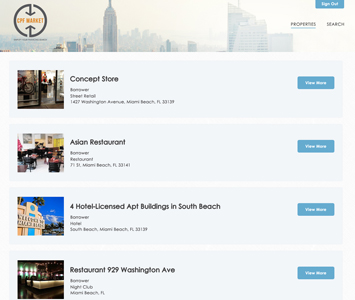 Sign Out
CPF MARKET
PROPERTIES
SEARCH
Concept Store
Borrower
Street Retail
1427 Washington Avenue, Miami Beach, FL 33139
View More
Asian Restaurant
Borrower
Restaurant
71 St, Miami Beach, FL 33141
View More
4 Hotel-Licensed Apt Buildings in South Beach
Borrower
Hotel
South Beach, Miami Beach, FL 33139
View More
Restaurant 929 Washington Ave
Borrower
Night Club
Miami Beach, FL
View More